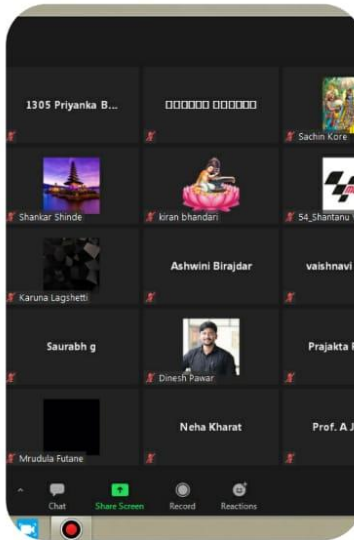 1305 Priyanka B...
Sachin Kore
Shankar Shinde
kiran bhandari
54_Shantanu
Karuna Lagshetti
Ashwini Birajdar
vaishnavi
Saurabh g
Dinesh Pawar
Prajakta
Mrudula Futane
Neha Kharat
Prof. A J
Chat
Share Screen
Record
Reactions